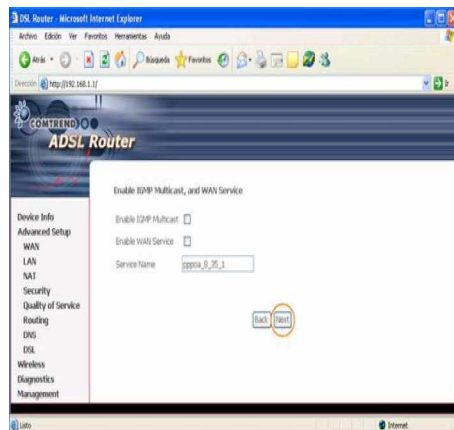 DSL Router - Microsoft Internet Explorer
Archivo Edición Ver Favoritos Herramientas Ayuda
Atrás Búsqueda Favoritos
Dirección http://192.168.1.1/ Ir
COMTREND
ADSL Router
Enable IGMP Multicast, and WAN Service
Enable IGMP Multicast
Enable WAN Service
Service Name pppoa_8_35_1
Back Next
Device Info
Advanced Setup
WAN
LAN
NAT
Security
Quality of Service
Routing
DNS
DSL
Wireless
Diagnostics
Management
Listo Internet